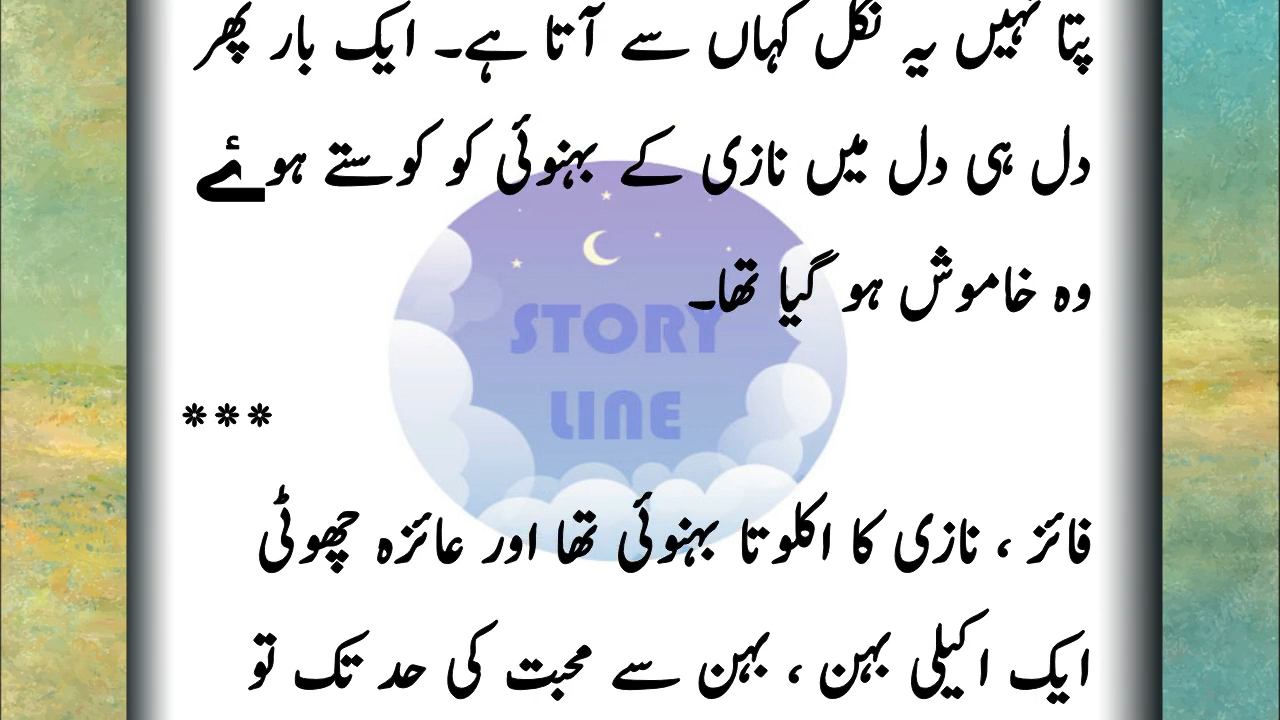 پتا نہیں یہ نکل کہاں سے آتا ہے۔ ایک بار پھر
دل ہی دل میں نازی کے بہنوئی کو کوستے ہوۓ
وہ خاموش ہو گیا تھا۔
STORY
LINE
***
فائز ، نازی کا اکلوتا بہنوئی تھا اور عائزہ چھوٹی
ایک اکیلی بہن ، بہن سے محبت کی حد تک تو